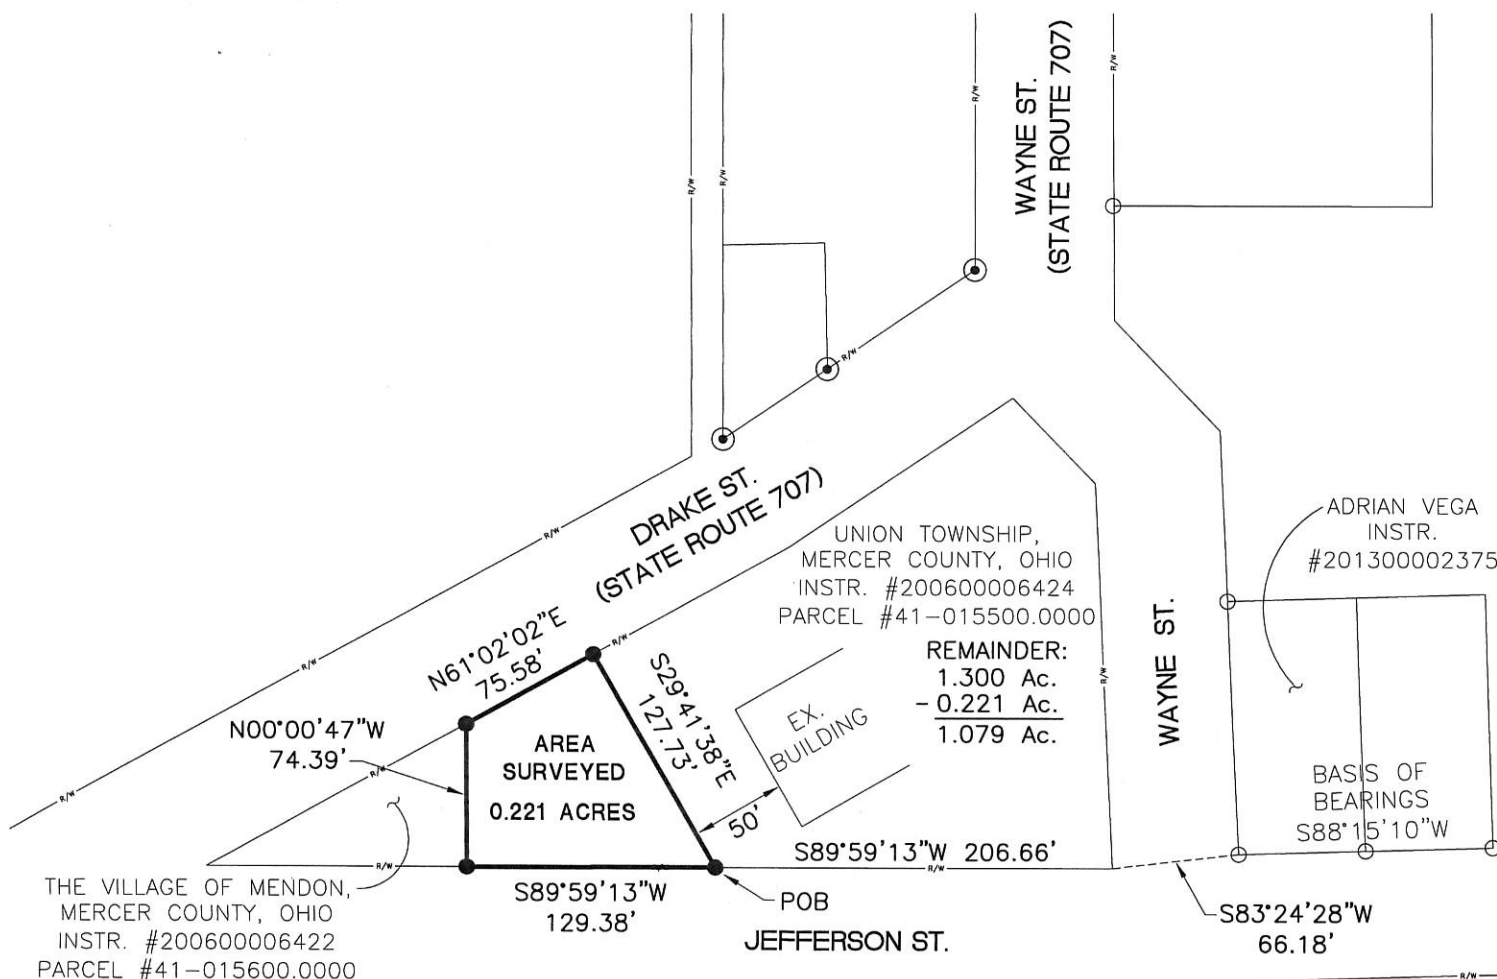 WAYNE ST.
(STATE ROUTE 707)
R/W
R/W
R/W
R/W
R/W
DRAKE ST.
(STATE ROUTE 707)
R/W
R/W
R/W
R/W
UNION TOWNSHIP,
MERCER COUNTY, OHIO
INSTR. #200600006424
PARCEL #41-015500.0000
REMAINDER:
1.300 Ac.
- 0.221 Ac.
1.079 Ac.
R/W
WAYNE ST.
ADRIAN VEGA
INSTR.
#201300002375
N61°02'02"E
75.58'
S29°41'38"E
127.73'
N00°00'47"W
74.39'
R/W
AREA
SURVEYED
0.221 ACRES
EX.
BUILDING
50'
BASIS OF
BEARINGS
S88°15'10"W
S89°59'13"W 206.66'
R/W
R/W
S89°59'13"W
129.38'
POB
JEFFERSON ST.
S83°24'28"W
66.18'
THE VILLAGE OF MENDON,
MERCER COUNTY, OHIO
INSTR. #200600006422
PARCEL #41-015600.0000
R/W